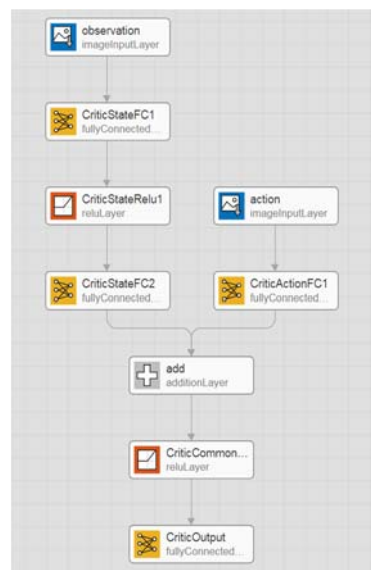 observation
imageInputLayer
CriticStateFC1
fullyConnected...
CriticStateRelu1
reluLayer
action
imageInputLayer
CriticStateFC2
fullyConnected...
CriticActionFC1
fullyConnected...
add
additionLayer
CriticCommon...
reluLayer
CriticOutput
fullyConnected...